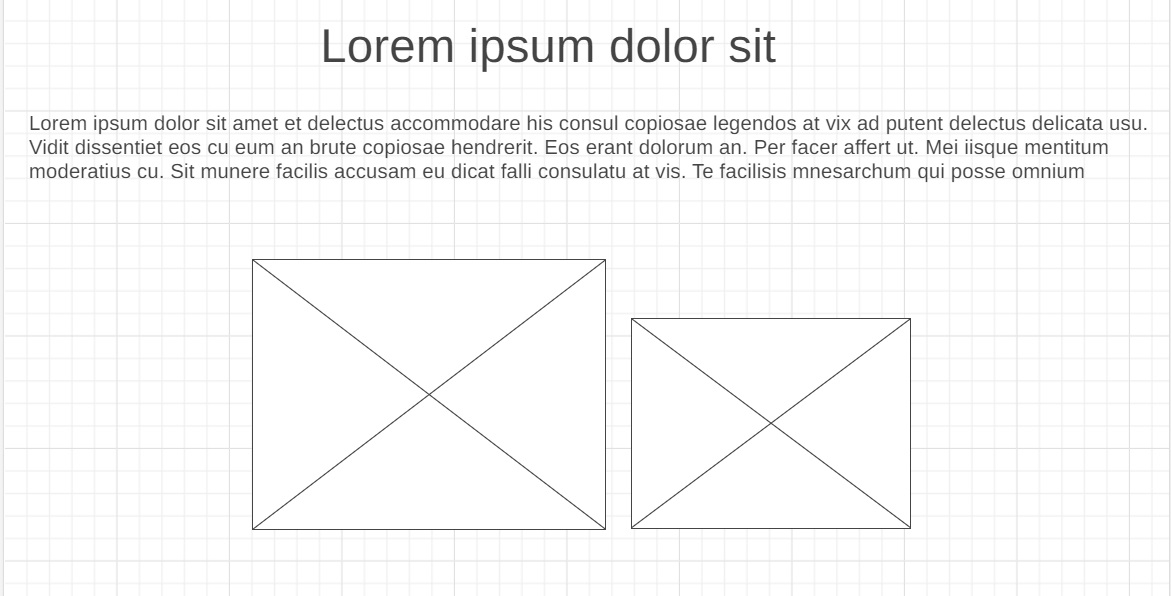 Lorem ipsum dolor sit
Lorem ipsum dolor sit amet et delectus accommodare his consul copiosae legendos at vix ad putent delectus delicata usu.
Vidit dissentiet eos cu eum an brute copiosae hendrerit. Eos erant dolorum an. Per facer affert ut. Mei iisque mentitum
moderatius cu. Sit munere facilis accusam eu dicat falli consulatu at vis. Te facilisis mnesarchum qui posse omnium